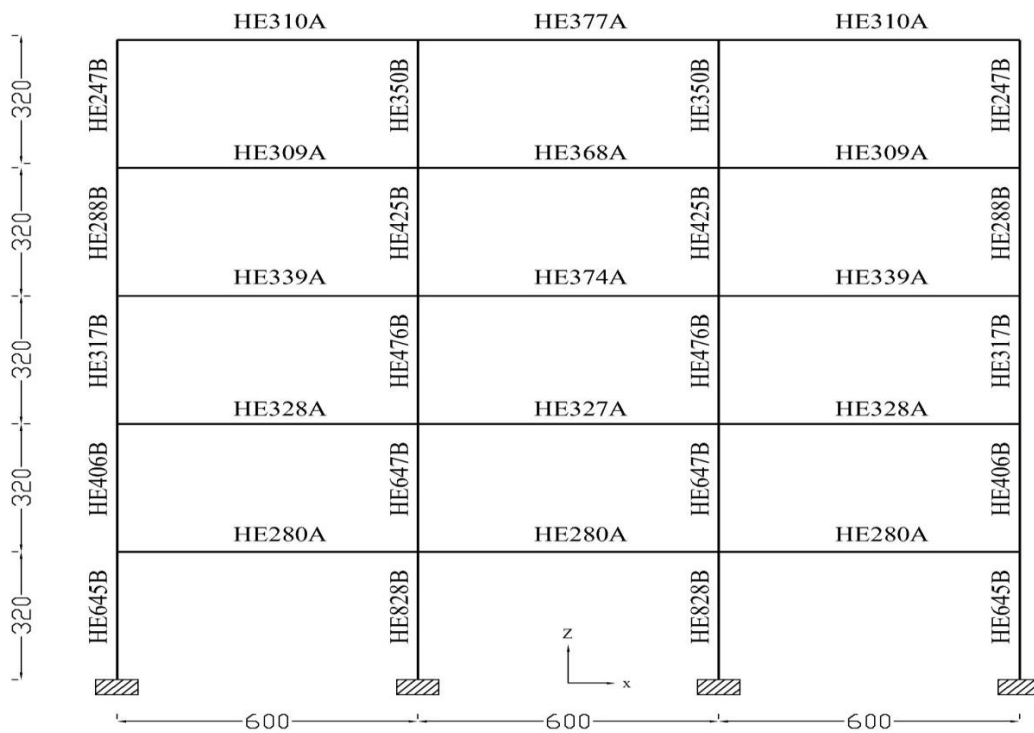 HE310A HE377A HE310A
320 HE247B HE350B HE350B HE247B
HE309A HE368A HE309A
320 HE288B HE425B HE425B HE288B
HE339A HE374A HE339A
320 HE317B HE476B HE476B HE317B
HE328A HE327A HE328A
320 HE406B HE647B HE647B HE406B
HE280A HE280A HE280A
320 HE645B HE828B HE828B HE645B
Z
x
600 600 600